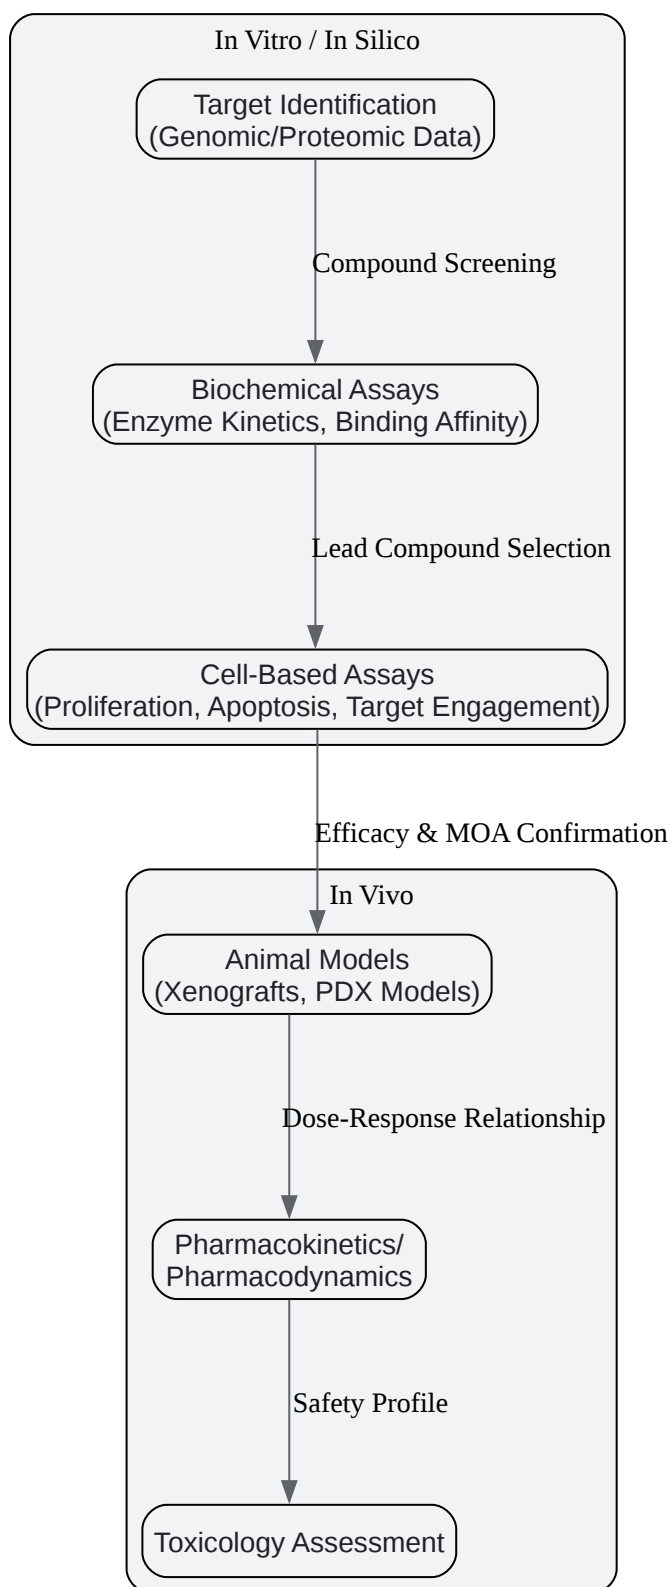 In Vitro / In Silico
Target Identification
(Genomic/Proteomic Data)
Compound Screening
Biochemical Assays
(Enzyme Kinetics, Binding Affinity)
Lead Compound Selection
Cell-Based Assays
(Proliferation, Apoptosis, Target Engagement)
Efficacy & MOA Confirmation
In Vivo
Animal Models
(Xenografts, PDX Models)
Dose-Response Relationship
Pharmacokinetics/
Pharmacodynamics
Safety Profile
Toxicology Assessment